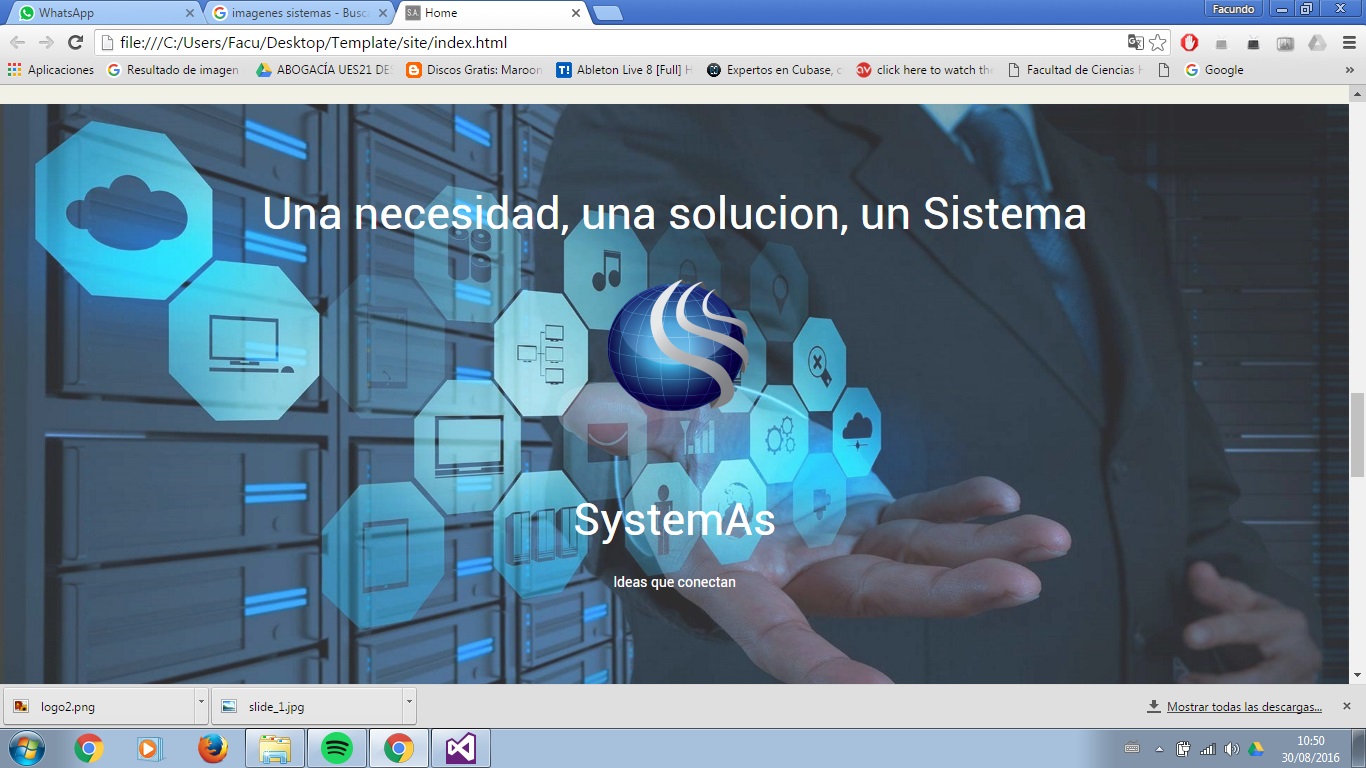 WhatsApp
imagenes sistemas - Busc
S.A. Home
Facundo
file:///C:/Users/Facu/Desktop/Template/site/index.html
Aplicaciones
Resultado de imagen
ABOGACÍA UES21 DE
Discos Gratis: Maroon
T! Ableton Live 8 [Full]
Expertos en Cubase, c
click here to watch the
Facultad de Ciencias
Google
»
Una necesidad, una solucion, un Sistema
SystemAs
Ideas que conectan
logo2.png
slide_1.jpg
Mostrar todas las descargas...
10:50
30/08/2016